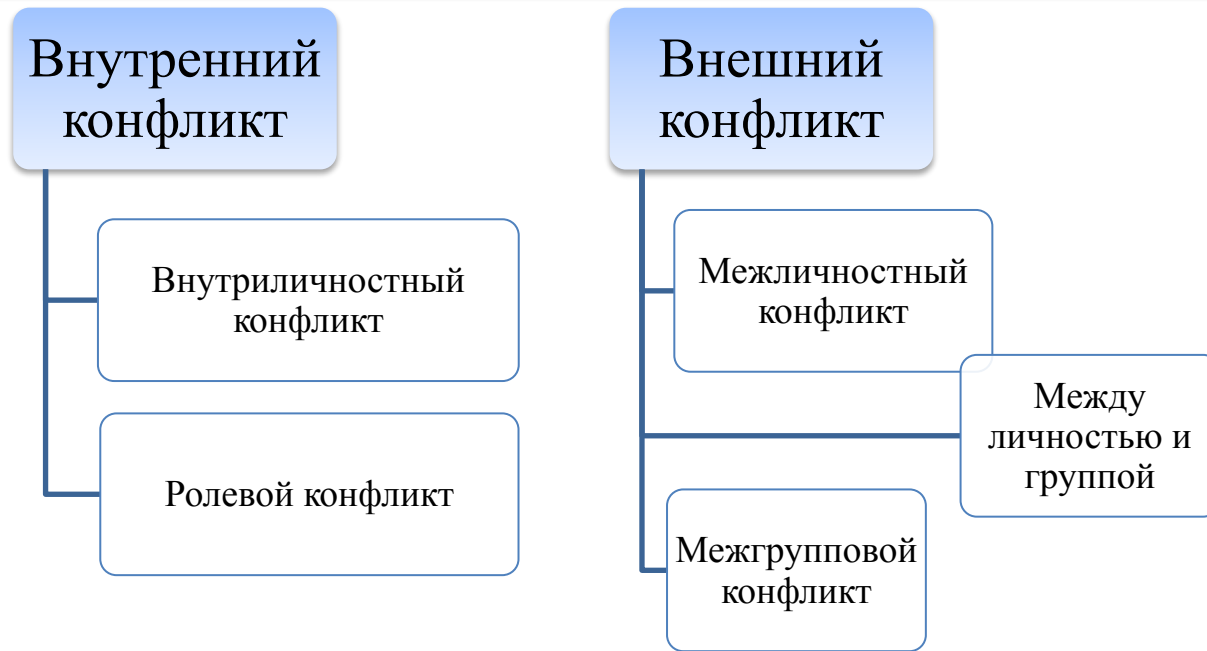 Внутренний
конфликт
Внутриличностный
конфликт
Ролевой конфликт
Внешний
конфликт
Межличностный
конфликт
Между
личностью и
группой
Межгрупповой
конфликт